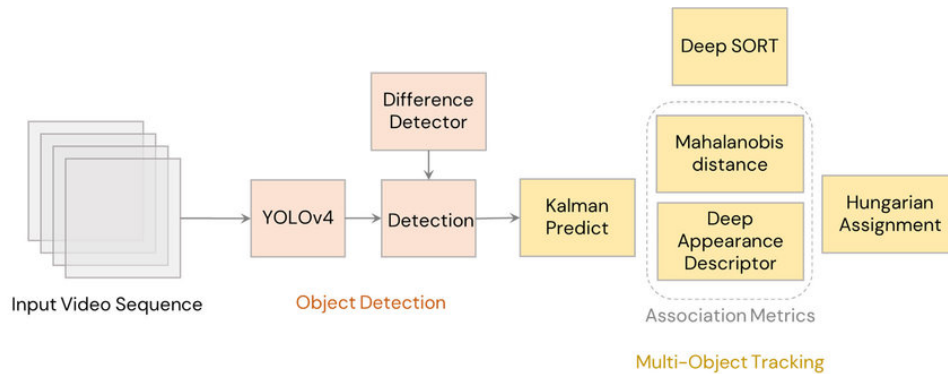 Deep SORT
Difference
Detector
Mahalanobis
distance
YOLOv4
Detection
Kalman
Predict
Deep
Appearance
Descriptor
Hungarian
Assignment
Input Video Sequence
Object Detection
Association Metrics
Multi-Object Tracking